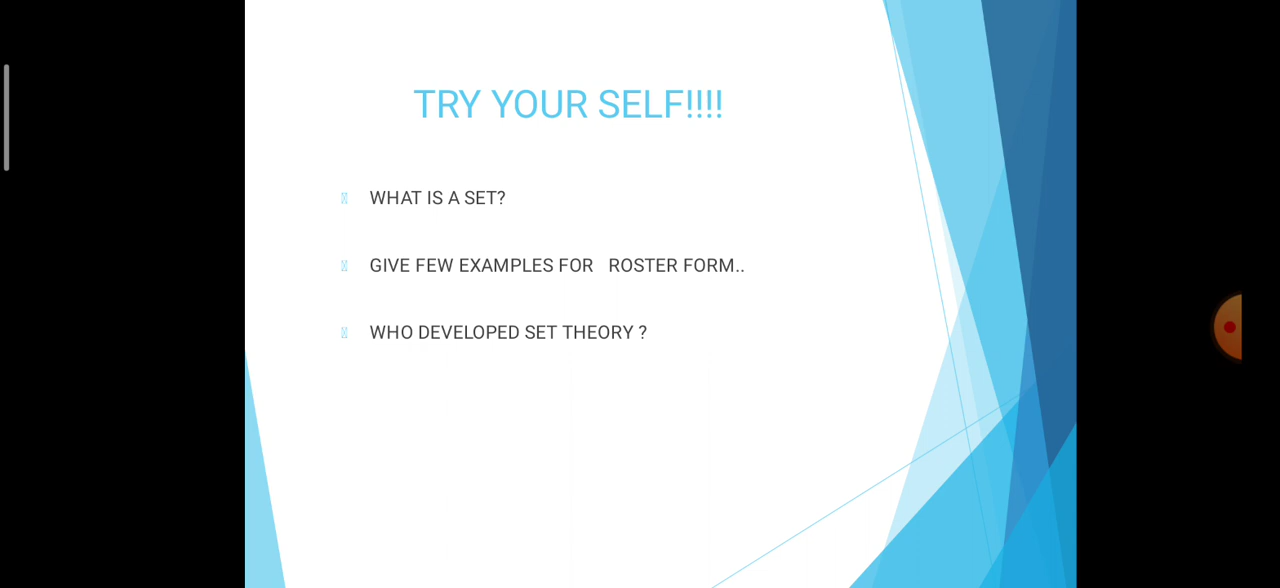 TRY YOUR SELF!!!!
WHAT IS A SET?
GIVE FEW EXAMPLES FOR   ROSTER FORM..
WHO DEVELOPED SET THEORY ?